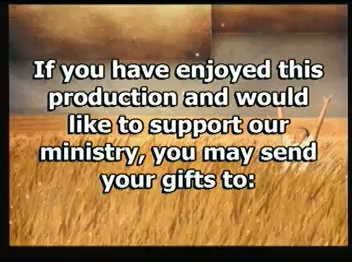 If you have enjoyed this
production and would
like to support our
ministry, you may send
your gifts to: